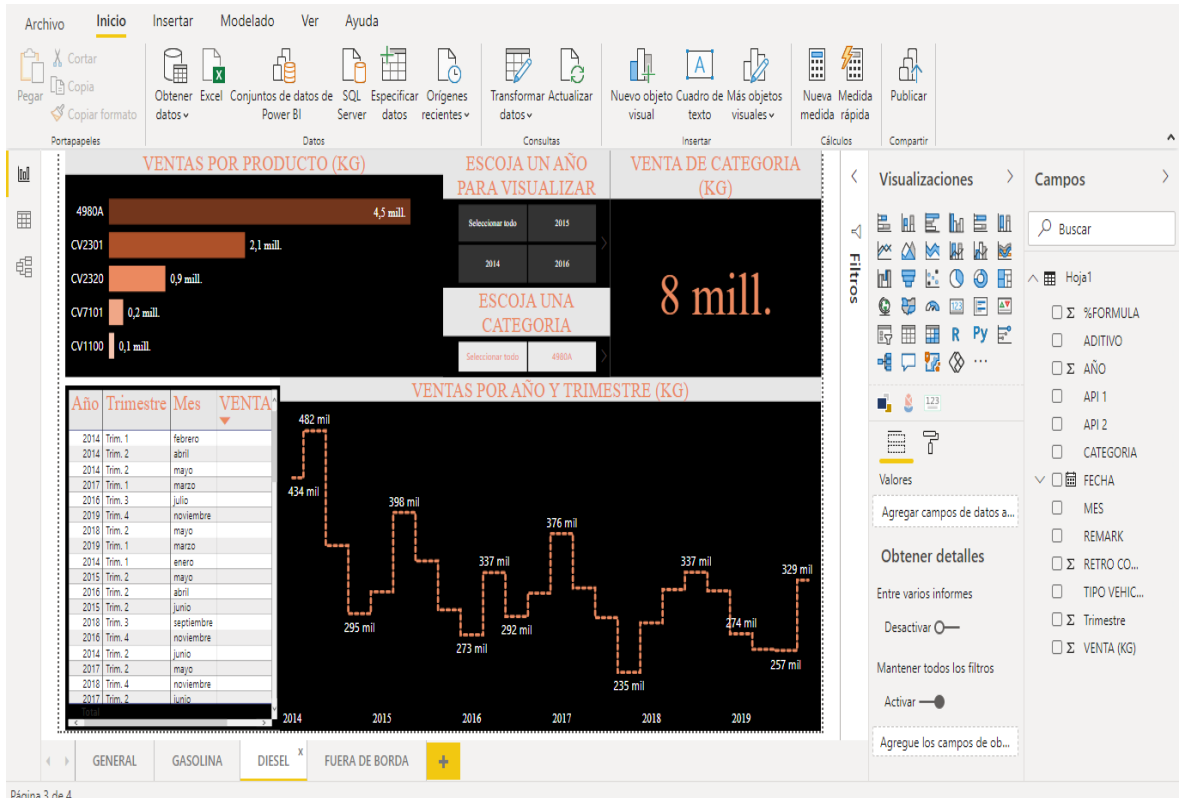 Archivo Inicio Insertar Modelado Ver Ayuda
Pegar
Cortar
Copia
Copiar formato
Portapapeles
Obtener datos
Excel
Conjuntos de datos de Power BI
SQL Server
Especificar datos
Orígenes recientes
Datos
Transformar datos
Actualizar
Consultas
Nuevo objeto visual
Cuadro de texto
Más objetos visuales
Insertar
Nueva medida
Medida rápida
Cálculos
Publicar
Compartir
VENTAS POR PRODUCTO (KG)
4980A 4,5 mill.
CV2301 2,1 mill.
CV2320 0,9 mill.
CV7101 0,2 mill.
CV1100 0,1 mill.
ESCOJA UN AÑO
PARA VISUALIZAR
Seleccionar todo 2015
2014 2016
ESCOJA UNA
CATEGORIA
Seleccionar todo 4980A
VENTA DE CATEGORIA
(KG)
8 mill.
Año Trimestre Mes VENTA
2014 Trim. 1 febrero
2014 Trim. 2 abril
2014 Trim. 2 mayo
2017 Trim. 1 marzo
2016 Trim. 3 julio
2019 Trim. 4 noviembre
2018 Trim. 2 mayo
2019 Trim. 1 marzo
2014 Trim. 1 enero
2015 Trim. 2 mayo
2016 Trim. 2 abril
2015 Trim. 2 junio
2018 Trim. 3 septiembre
2016 Trim. 4 noviembre
2014 Trim. 2 junio
2017 Trim. 2 mayo
2018 Trim. 4 noviembre
2017 Trim. 2 junio
Total
VENTAS POR AÑO Y TRIMESTRE (KG)
482 mil
434 mil
295 mil
398 mil
273 mil
337 mil
292 mil
376 mil
235 mil
337 mil
274 mil
257 mil
329 mil
2014 2015 2016 2017 2018 2019
Filtros
Visualizaciones
123
R Py
123
Valores
Agregar campos de datos a...
Obtener detalles
Entre varios informes
Desactivar
Mantener todos los filtros
Activar
Agregue los campos de ob...
Campos
Buscar
Hoja1
Σ %FORMULA
ADITIVO
Σ AÑO
API 1
API 2
CATEGORIA
FECHA
MES
REMARK
Σ RETRO CO...
TIPO VEHIC...
Σ Trimestre
Σ VENTA (KG)
GENERAL GASOLINA DIESEL x FUERA DE BORDA +
Página 3 de 4